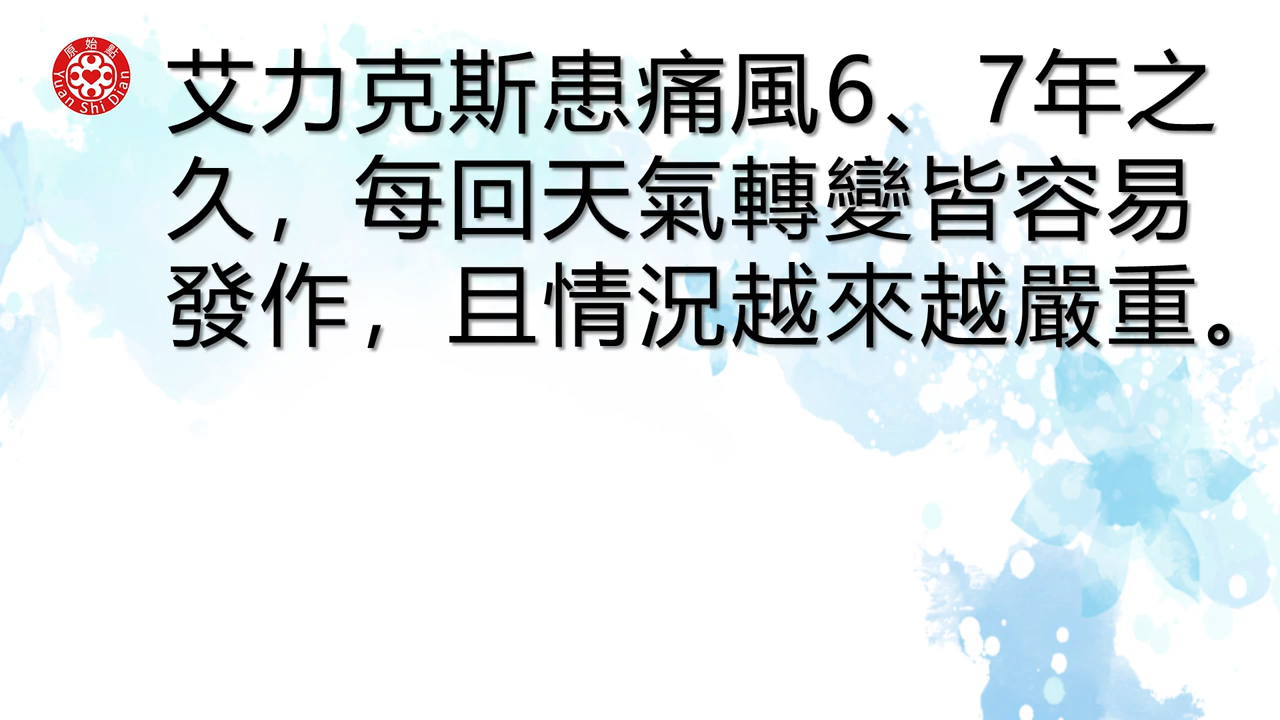 原始點
Yuan Shi Dian
艾力克斯患痛風6、7年之
久，每回天氣轉變皆容易
發作，且情況越來越嚴重。